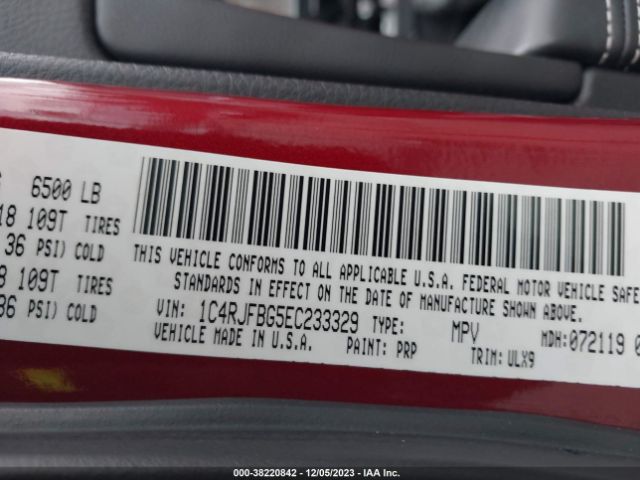 6500 LB
18 109T TIRES
36 PSI) COLD
8 109T TIRES
36 PSI) COLD
THIS VEHICLE CONFORMS TO ALL APPLICABLE U.S.A. FEDERAL MOTOR VEHICLE SAFE
STANDARDS IN EFFECT ON THE DATE OF MANUFACTURE SHOWN ABOVE.
VIN: 1C4RJFBG5EC233329 TYPE: MPV MDH:072119 0
VEHICLE MADE IN U.S.A. PAINT: PRP TRIM: ULX9
000-38220842 - 12/05/2023 - IAA Inc.